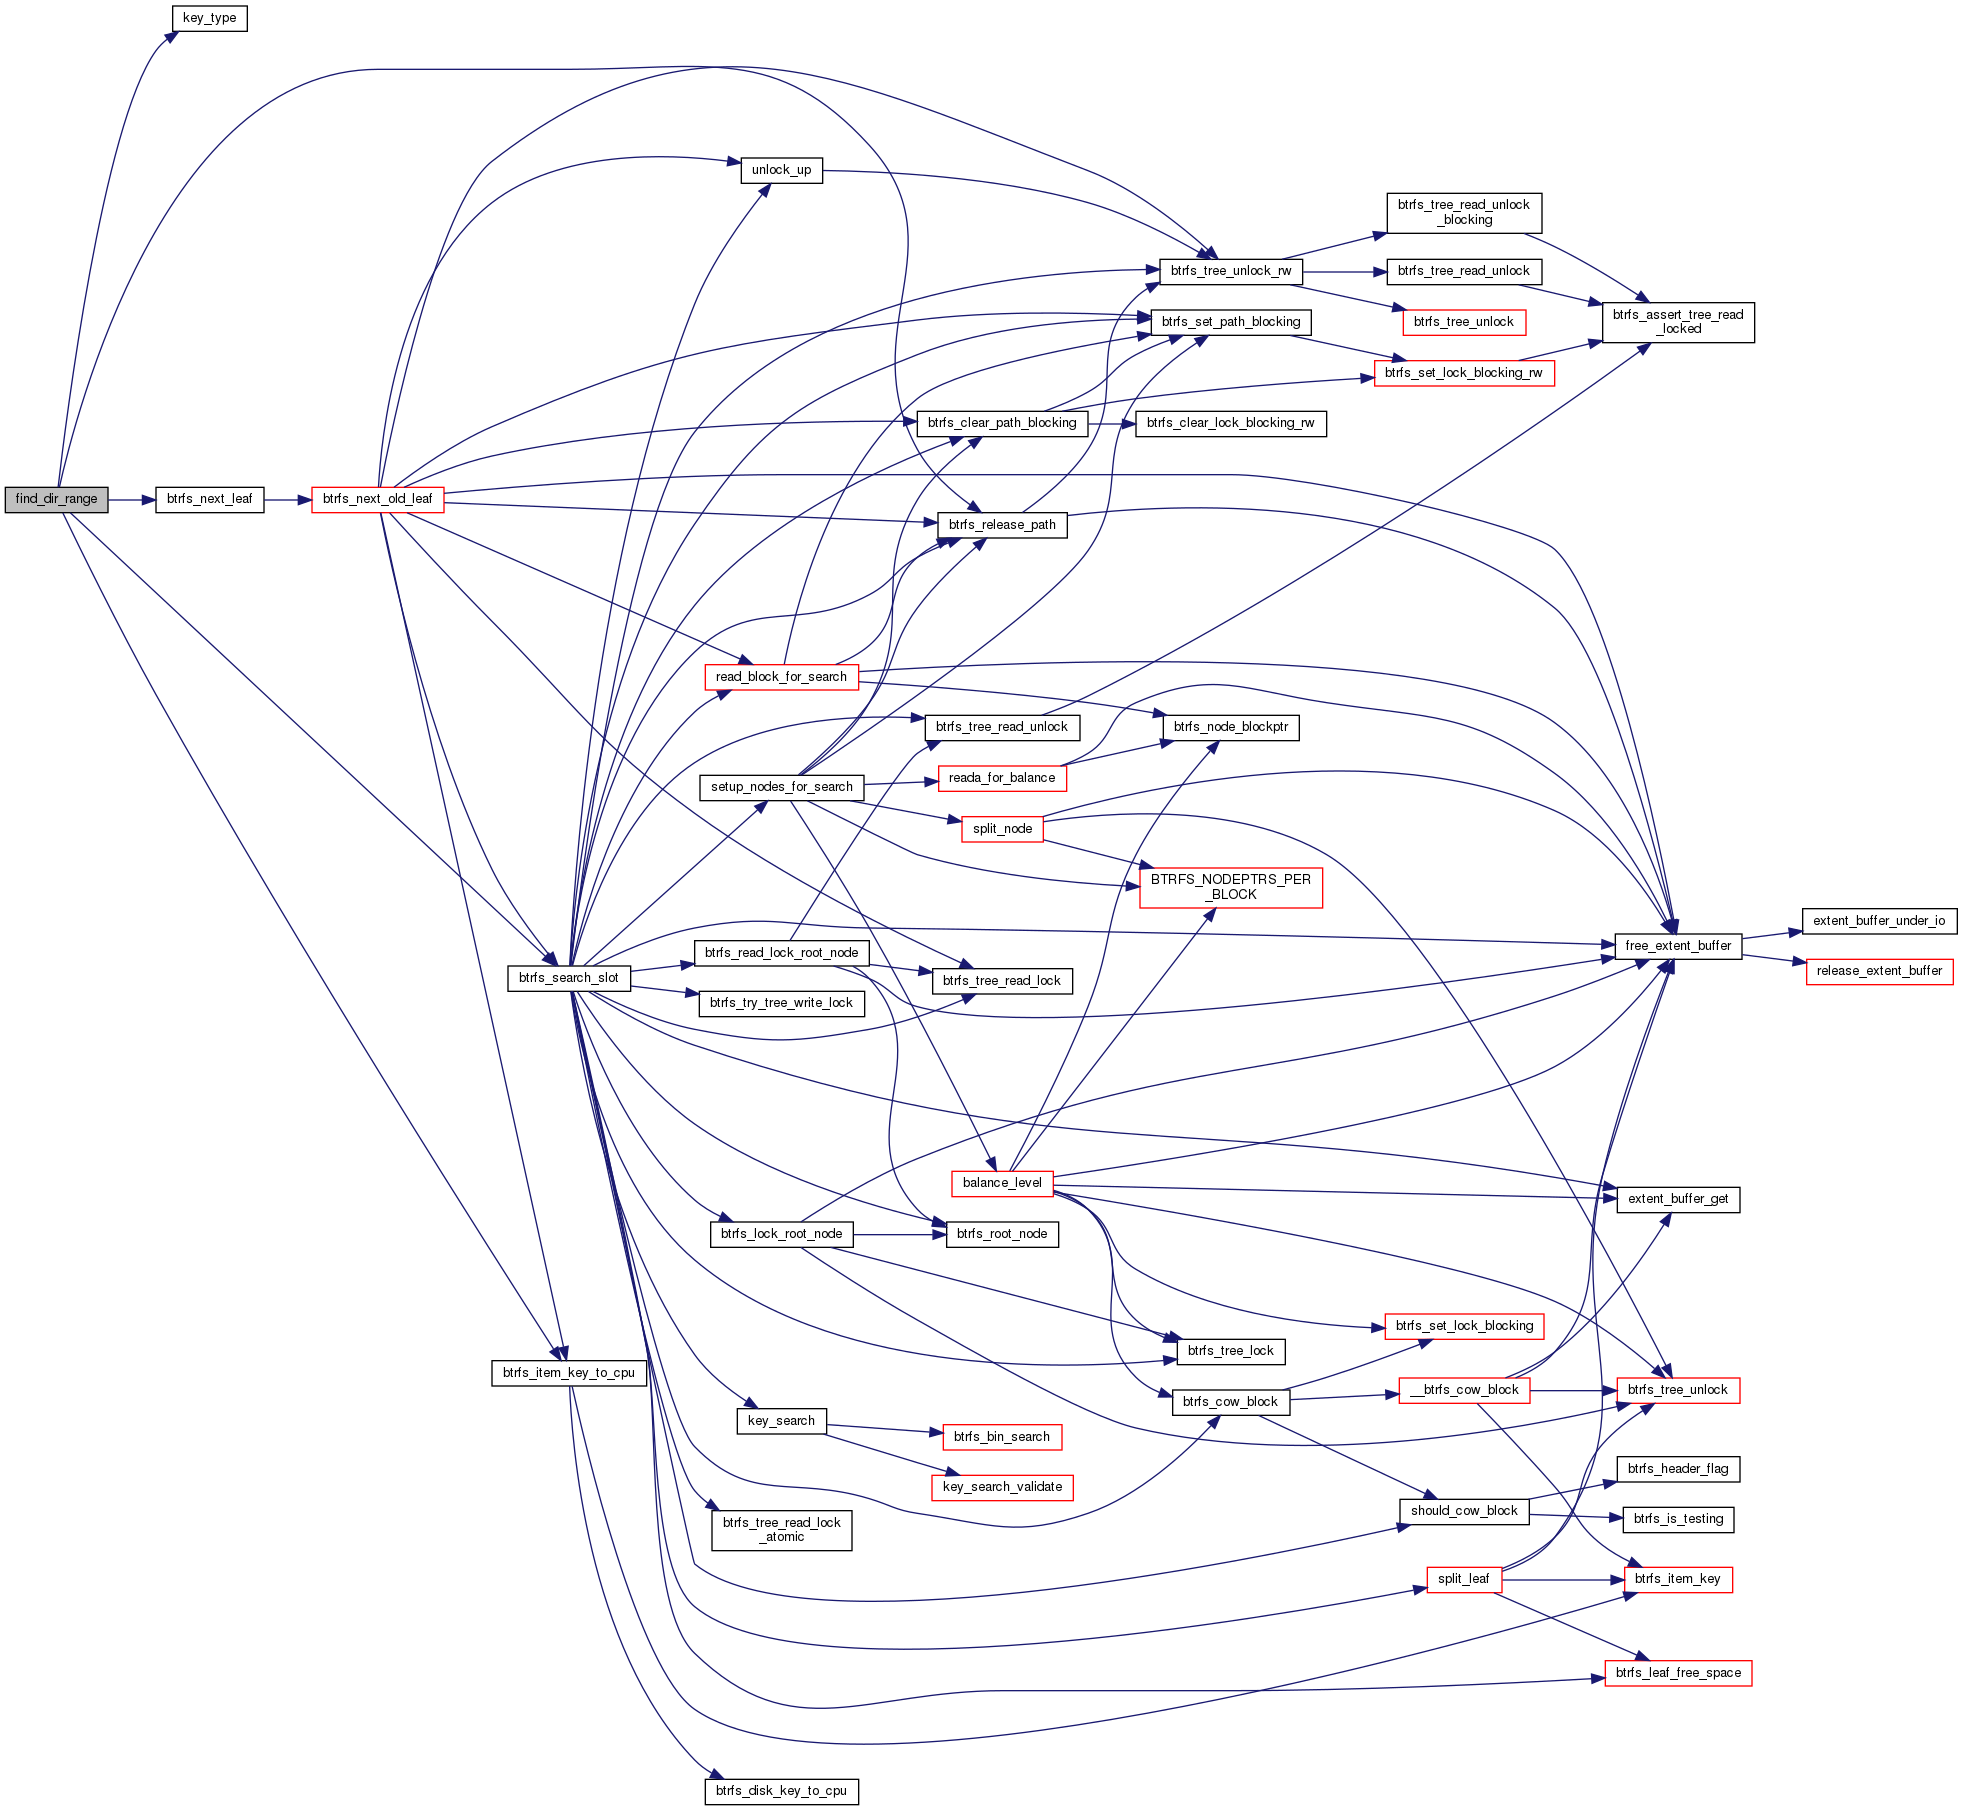 key_type
unlock_up
btrfs_tree_read_unlock
_blocking
btrfs_tree_unlock_rw
btrfs_tree_read_unlock
btrfs_set_path_blocking
btrfs_tree_unlock
btrfs_assert_tree_read
_locked
btrfs_set_lock_blocking_rw
btrfs_clear_path_blocking
btrfs_clear_lock_blocking_rw
find_dir_range
btrfs_next_leaf
btrfs_next_old_leaf
btrfs_release_path
read_block_for_search
btrfs_tree_read_unlock
btrfs_node_blockptr
setup_nodes_for_search
reada_for_balance
split_node
BTRFS_NODEPTRS_PER
_BLOCK
extent_buffer_under_io
free_extent_buffer
btrfs_read_lock_root_node
release_extent_buffer
btrfs_search_slot
btrfs_tree_read_lock
btrfs_try_tree_write_lock
balance_level
extent_buffer_get
btrfs_lock_root_node
btrfs_root_node
btrfs_set_lock_blocking
btrfs_tree_lock
btrfs_item_key_to_cpu
btrfs_cow_block
__btrfs_cow_block
btrfs_tree_unlock
key_search
btrfs_bin_search
btrfs_header_flag
key_search_validate
should_cow_block
btrfs_is_testing
btrfs_tree_read_lock
_atomic
split_leaf
btrfs_item_key
btrfs_leaf_free_space
btrfs_disk_key_to_cpu